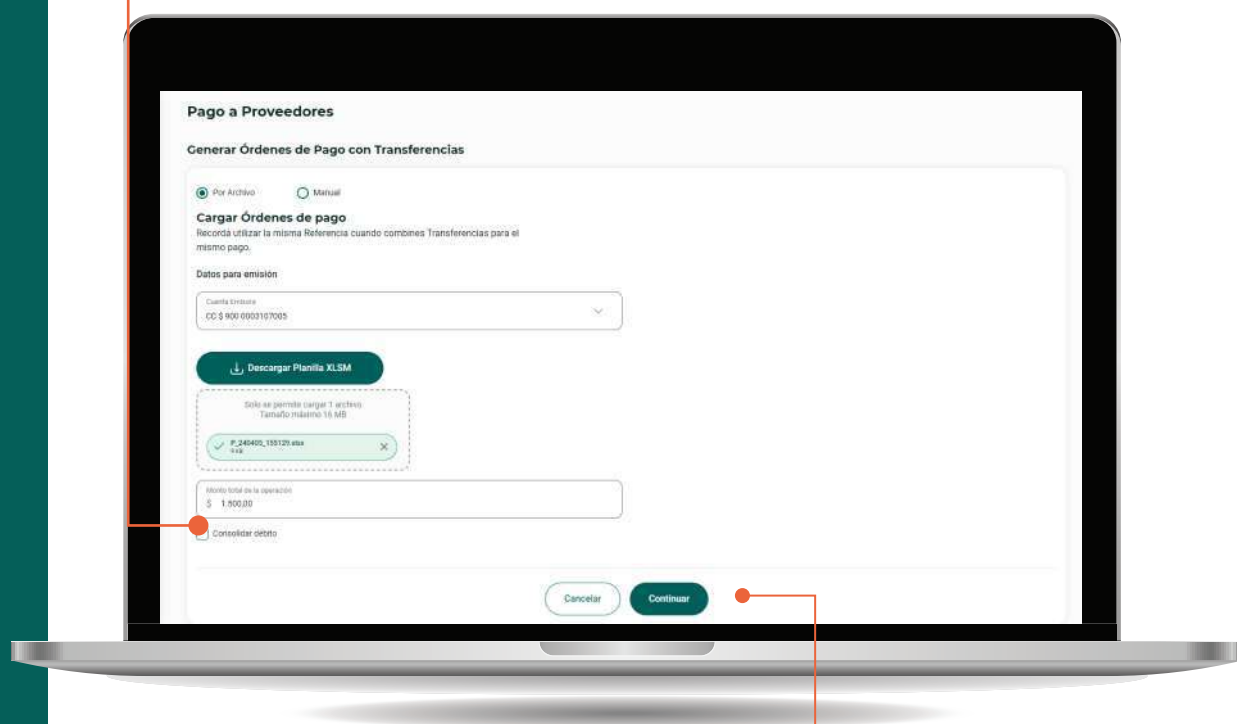 Pago a Proveedores
Generar Órdenes de Pago con Transferencias
Por Archivo
Manual
Cargar Órdenes de pago
Recordá utilizar la misma Referencia cuando combines Transferencias para el
mismo pago.
Datos para emisión
Cuenta Emisora
CC $ 900 0003107005
Descargar Planilla XLSM
Solo se permite cargar 1 archivo
Tamaño máximo 16 MB
P_240405_155129.xlsx
Monto total de la operación
$ 1.500,00
Consolidar débito
Cancelar
Continuar